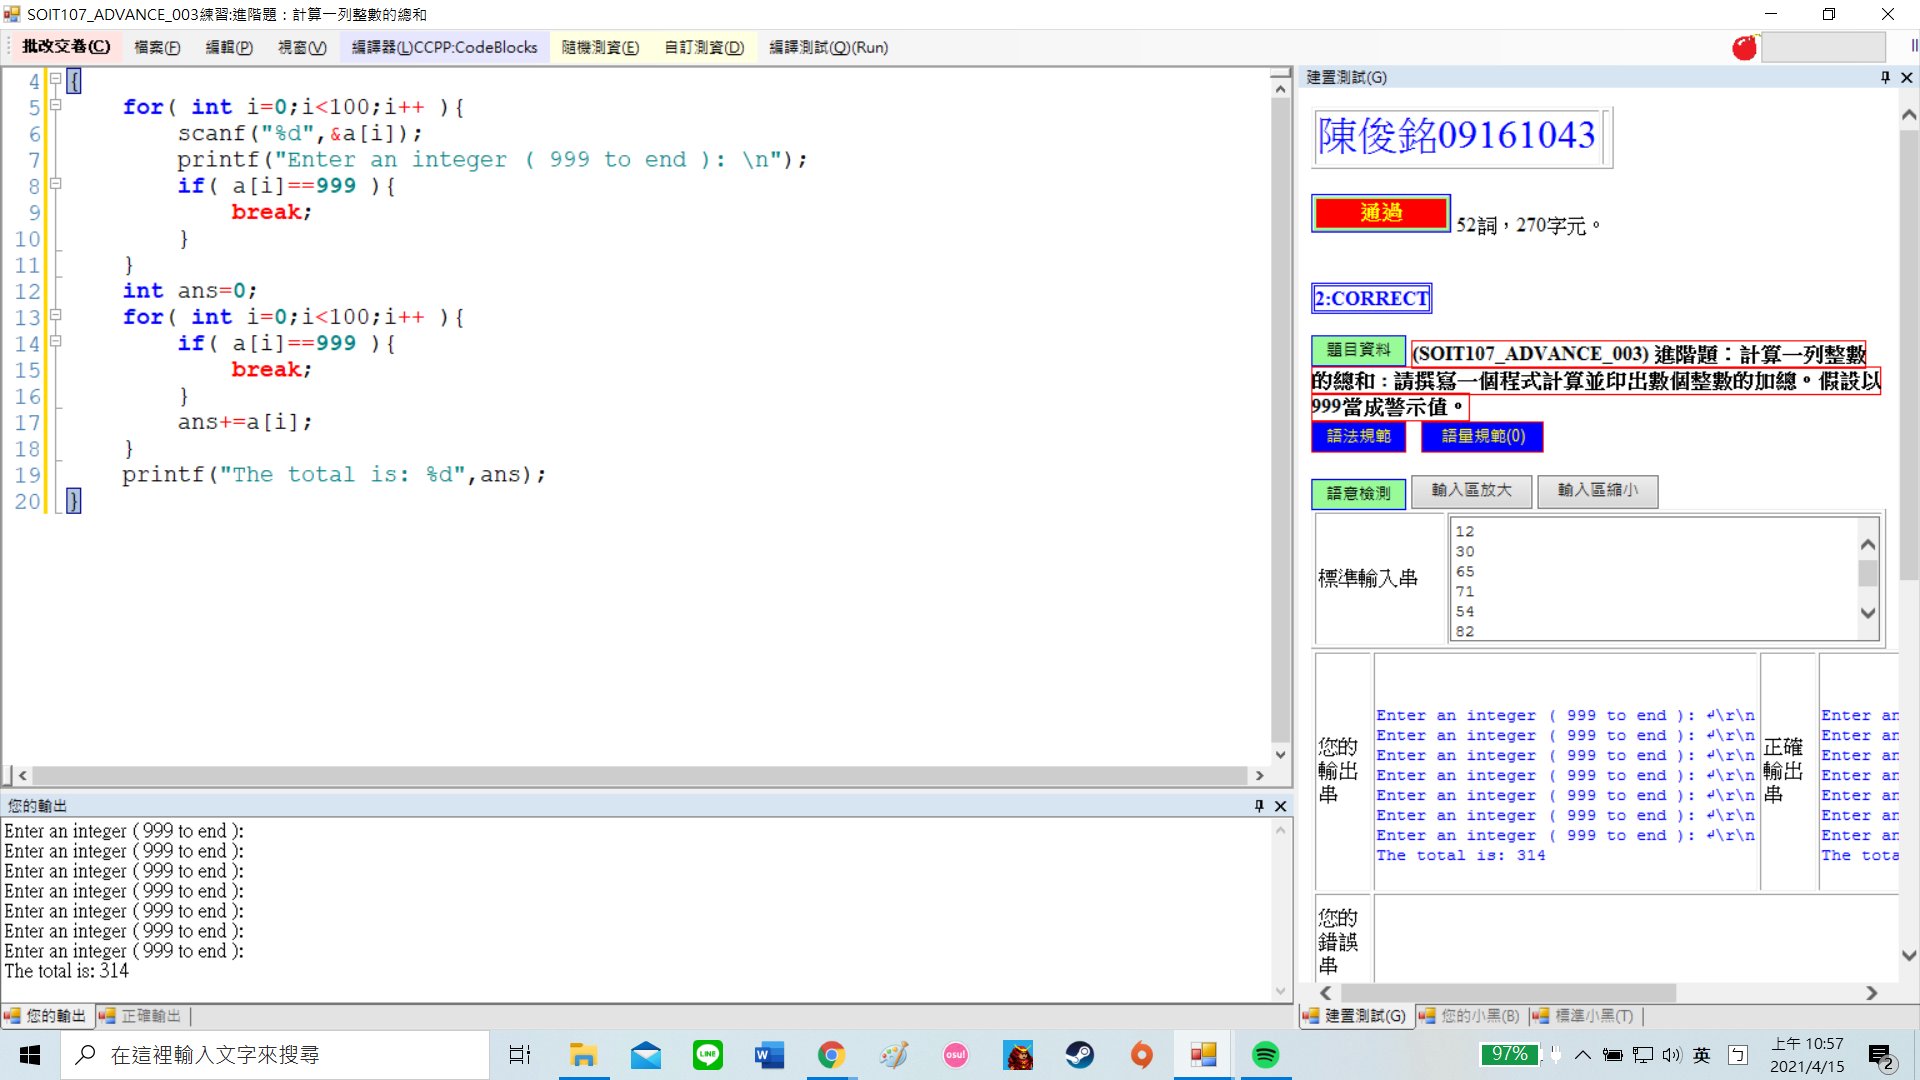 SOIT107_ADVANCE_003練習:進階題：計算一列整數的總和
批改交卷(C) 檔案(F) 編輯(P) 視窗(V) 編譯器(L)CCPP:CodeBlocks 隨機測資(E) 自訂測資(D) 編譯測試(Q)(Run)
4 {
5 for( int i=0;i<100;i++ ){
6 scanf("%d",&a[i]);
7 printf("Enter an integer ( 999 to end ): \n");
8 if( a[i]==999 ){
9 break;
10 }
11 }
12 int ans=0;
13 for( int i=0;i<100;i++ ){
14 if( a[i]==999 ){
15 break;
16 }
17 ans+=a[i];
18 }
19 printf("The total is: %d",ans);
20 }
您的輸出
Enter an integer ( 999 to end ):
Enter an integer ( 999 to end ):
Enter an integer ( 999 to end ):
Enter an integer ( 999 to end ):
Enter an integer ( 999 to end ):
Enter an integer ( 999 to end ):
Enter an integer ( 999 to end ):
The total is: 314
您的輸出 正確輸出
建置測試(G)
陳俊銘09161043
通過 52詞，270字元。
2:CORRECT
題目資料 (SOIT107_ADVANCE_003) 進階題：計算一列整數
的總和：請撰寫一個程式計算並印出數個整數的加總。假設以
999當成警示值。
語法規範 語量規範(0)
語意檢測 輸入區放大 輸入區縮小
標準輸入串
12
30
65
71
54
82
您的輸出串
Enter an integer ( 999 to end ): ↲\r\n
Enter an integer ( 999 to end ): ↲\r\n
Enter an integer ( 999 to end ): ↲\r\n
Enter an integer ( 999 to end ): ↲\r\n
Enter an integer ( 999 to end ): ↲\r\n
Enter an integer ( 999 to end ): ↲\r\n
Enter an integer ( 999 to end ): ↲\r\n
The total is: 314
正確輸出串
Enter an
Enter an
Enter an
Enter an
Enter an
Enter an
Enter an
The tota
您的錯誤串
建置測試(G) 您的小黑(B) 標準小黑(T)
在這裡輸入文字來搜尋
LINE
W
osu!
97%
英
上午 10:57
2021/4/15
2